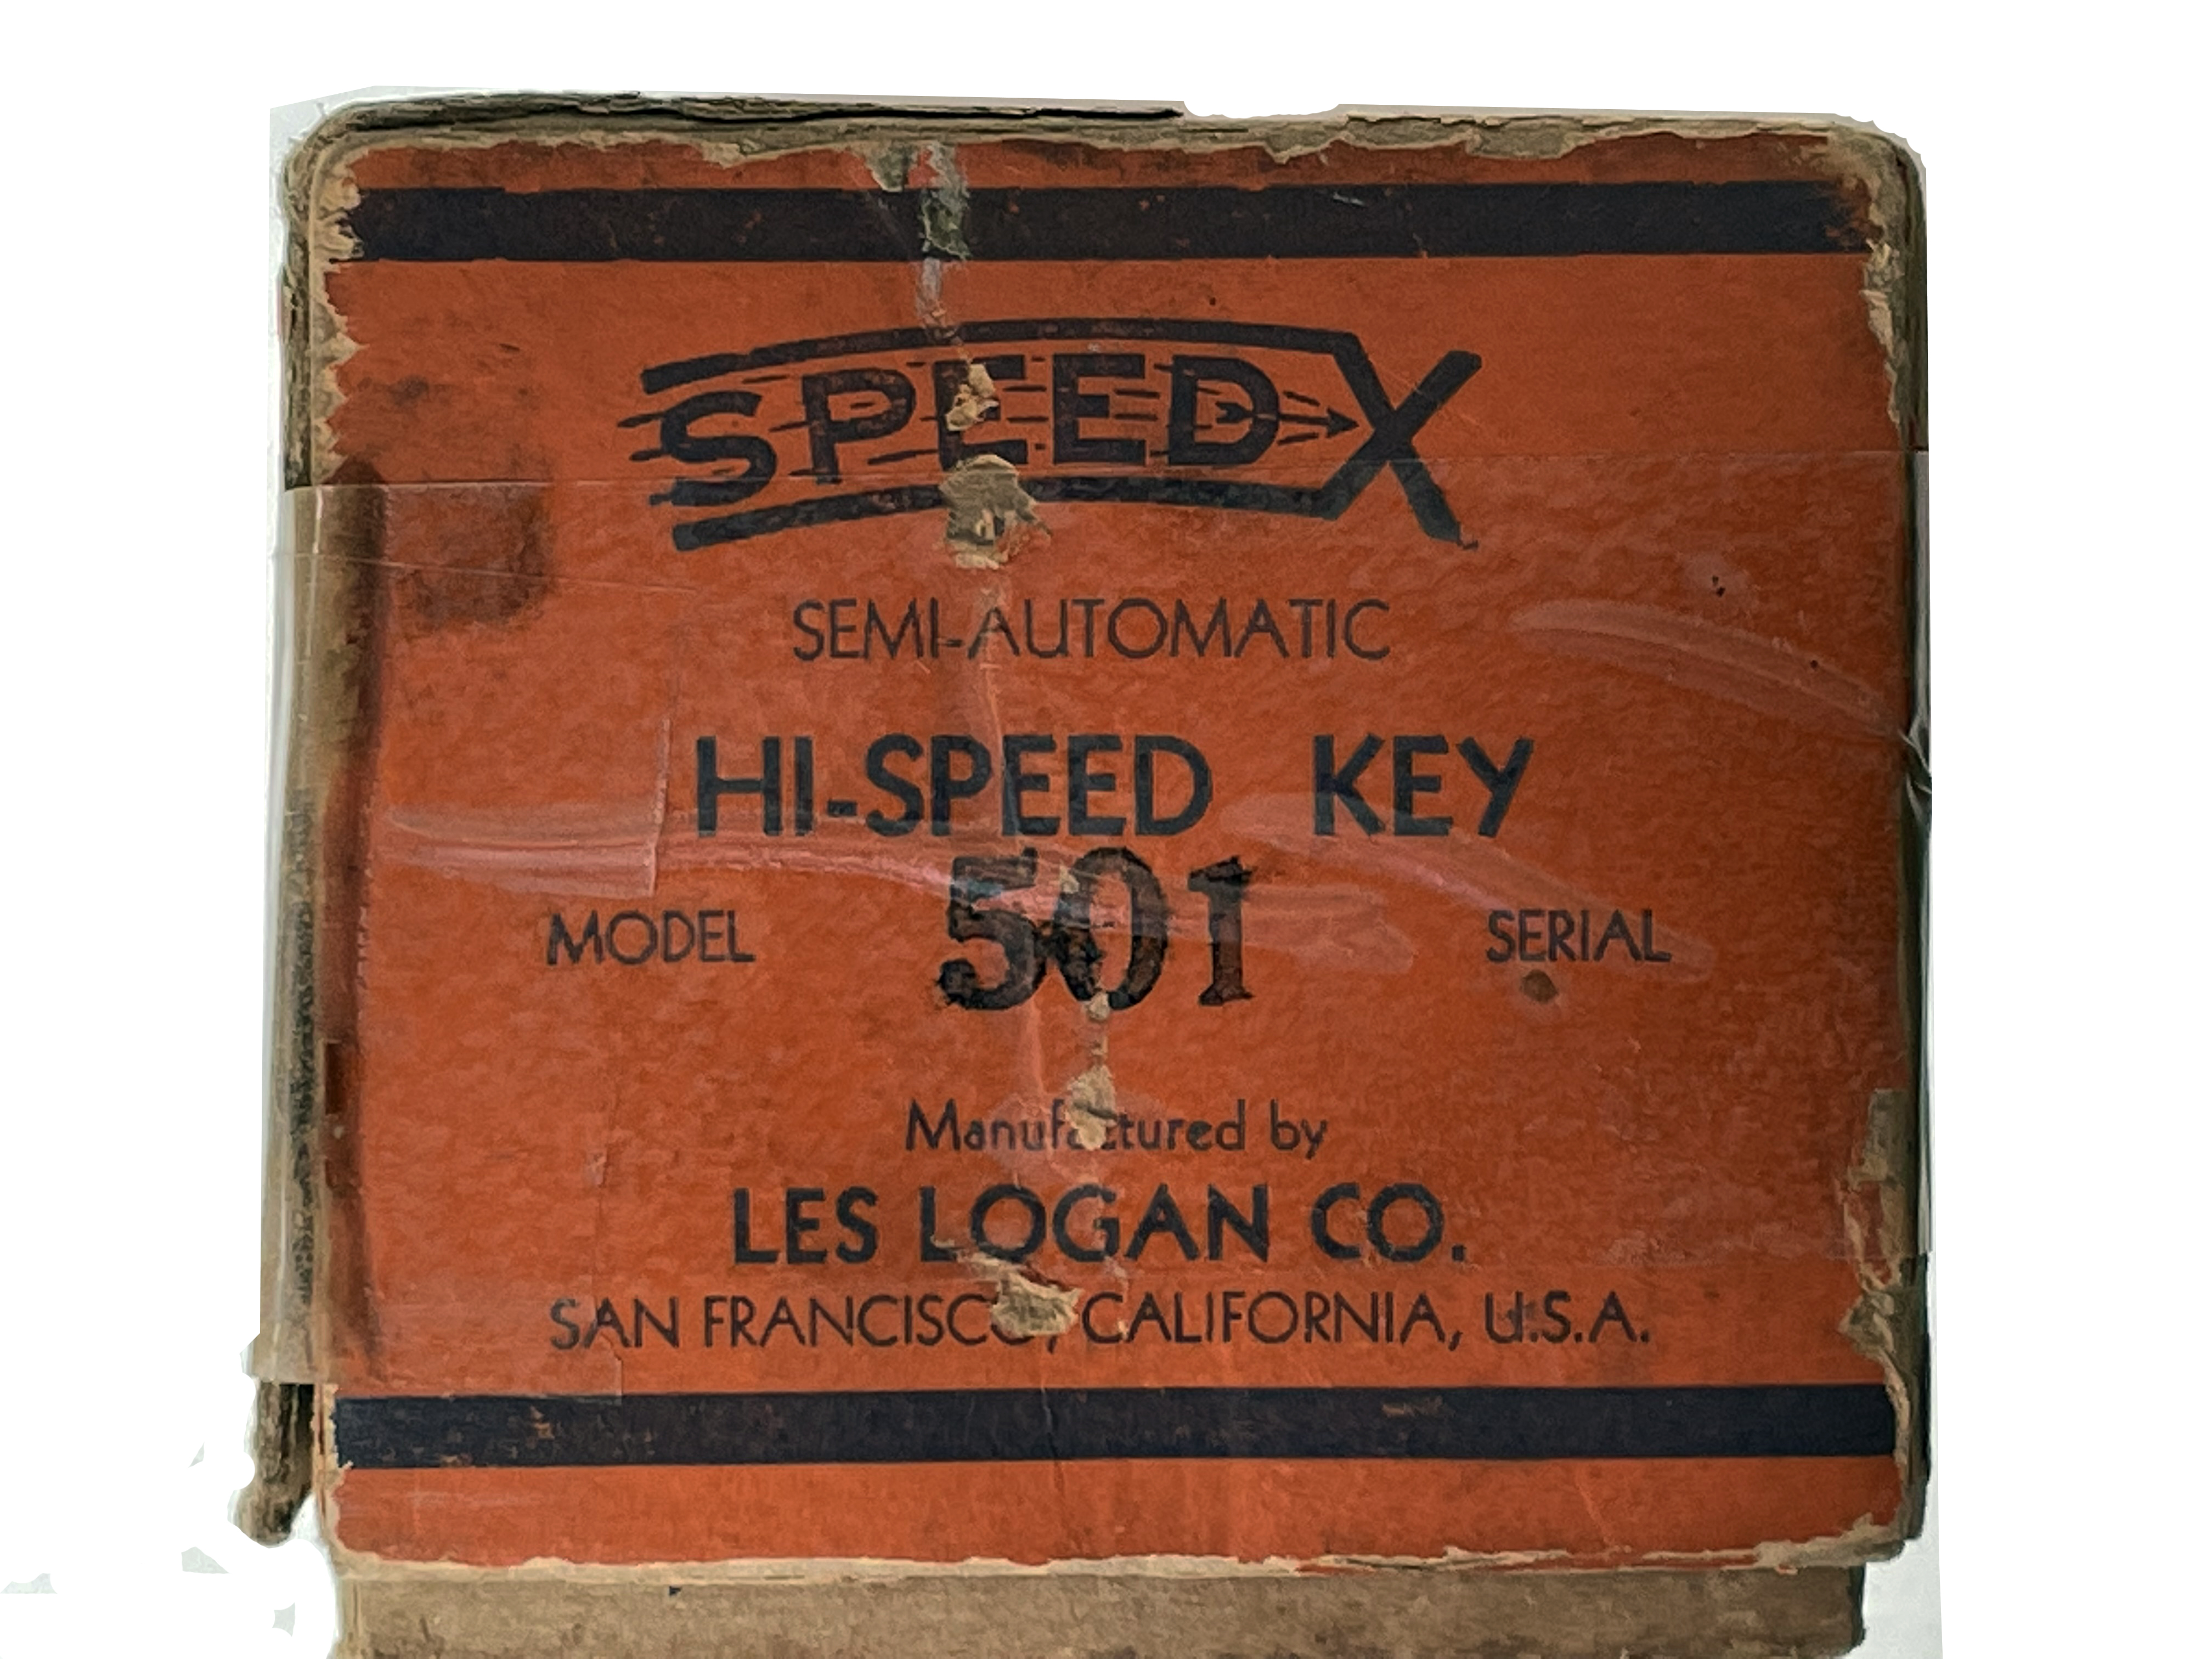 SPEED X
SEMI-AUTOMATIC
HI-SPEED KEY
MODEL 501 SERIAL
Manufactured by
LES LOGAN CO.
SAN FRANCISCO, CALIFORNIA, U.S.A.